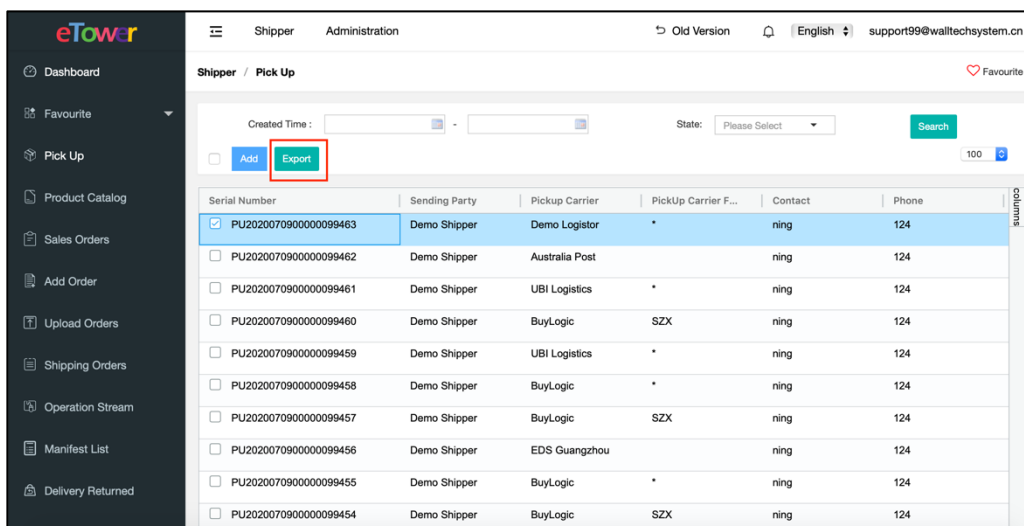 eTower
Shipper Administration Old Version English support99@walltechsystem.cn
Dashboard
Shipper / Pick Up Favourite
Favourite
Created Time : - State: Please Select Search
Pick Up
Add Export 100
Product Catalog
Serial Number Sending Party Pickup Carrier PickUp Carrier F... Contact Phone columns
PU2020070900000099463 Demo Shipper Demo Logistor * ning 124
Sales Orders
PU2020070900000099462 Demo Shipper Australia Post ning 124
Add Order
PU2020070900000099461 Demo Shipper UBI Logistics * ning 124
Upload Orders
PU2020070900000099460 Demo Shipper BuyLogic SZX ning 124
PU2020070900000099459 Demo Shipper UBI Logistics * ning 124
Shipping Orders
PU2020070900000099458 Demo Shipper BuyLogic * ning 124
Operation Stream
PU2020070900000099457 Demo Shipper BuyLogic SZX ning 124
Manifest List
PU2020070900000099456 Demo Shipper EDS Guangzhou ning 124
PU2020070900000099455 Demo Shipper BuyLogic * ning 124
Delivery Returned
PU2020070900000099454 Demo Shipper BuyLogic SZX ning 124